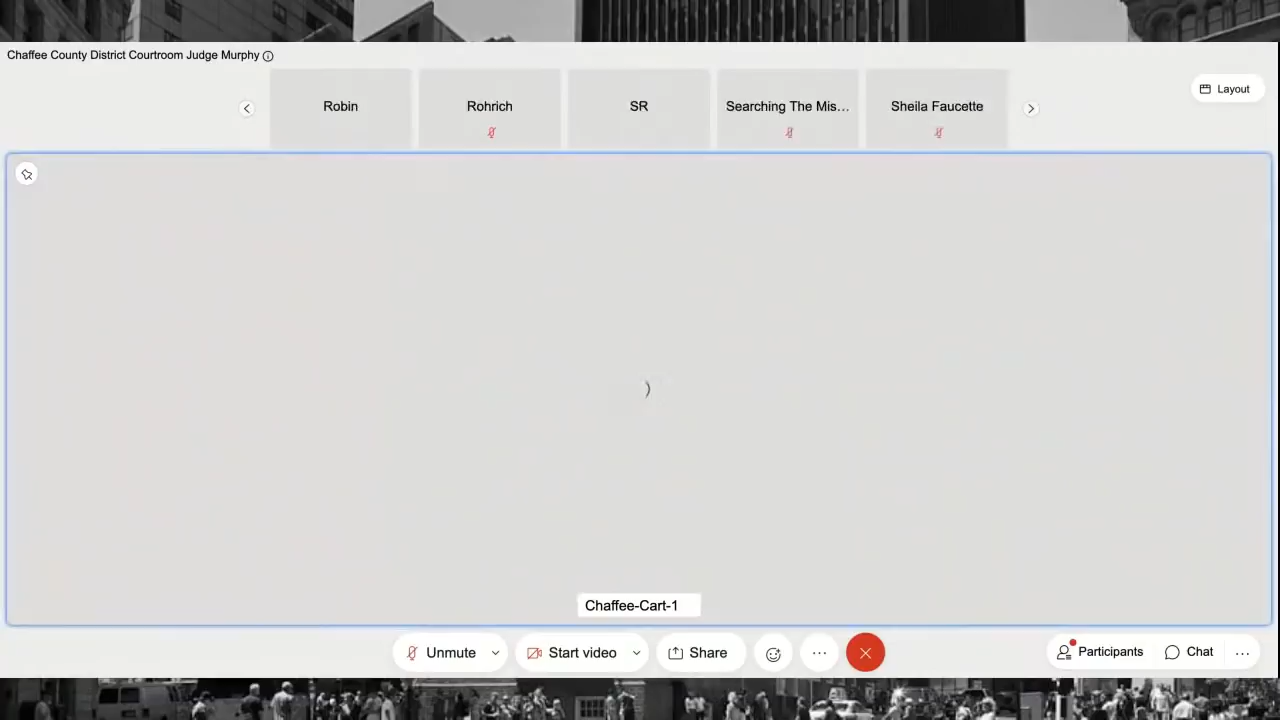 Chaffee County District Courtroom Judge Murphy
Layout
Robin
Rohrich
SR
Searching The Mis...
Sheila Faucette
Chaffee-Cart-1
Unmute
Start video
Share
Participants
Chat